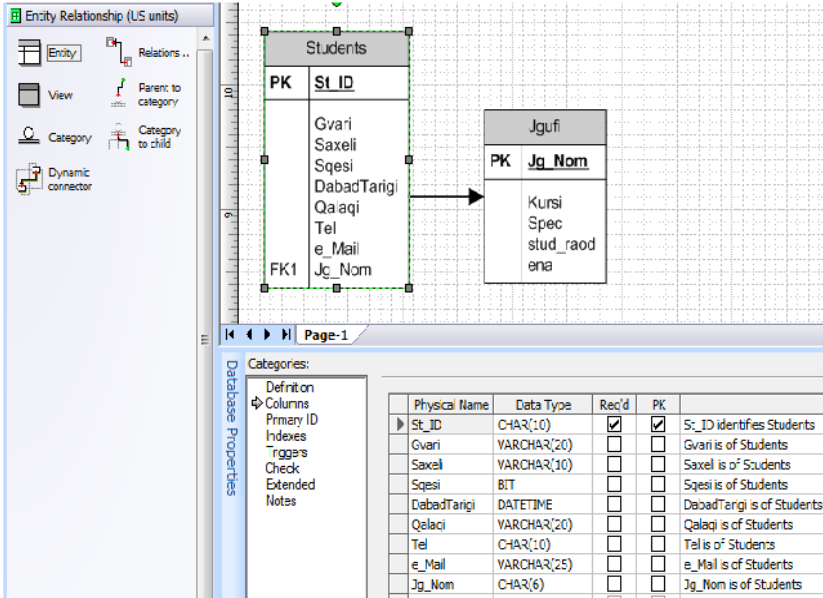 Entity Relationship (US units)
Entity
Relations ..
View
Parent to
category
Category
Category
to child
Dynamic
connector
Students
PK St_ID
Gvari
Saxeli
Sqesi
DabadTarigi
Qalaqi
Tel
e_Mail
FK1 Jg_Nom
Jgufi
PK Jg_Nom
Kursi
Spec
stud_raod
ena
Page-1
Database Properties
Categories:
Definition
Columns
Primary ID
Indexes
Triggers
Check
Extended
Notes
Physical Name Data Type Req'd PK
St_ID CHAR(10) St_ID identifies Students
Gvari VARCHAR(20) Gvari is of Students
Saxeli VARCHAR(10) Saxeli is of Students
Sqesi BIT Sqesi is of Students
DabadTarigi DATETIME DabadTarigi is of Students
Qalaqi VARCHAR(20) Qalaqi is of Students
Tel CHAR(10) Tel is of Students
e_Mail VARCHAR(25) e_Mail is of Students
Jg_Nom CHAR(6) Jg_Nom is of Students